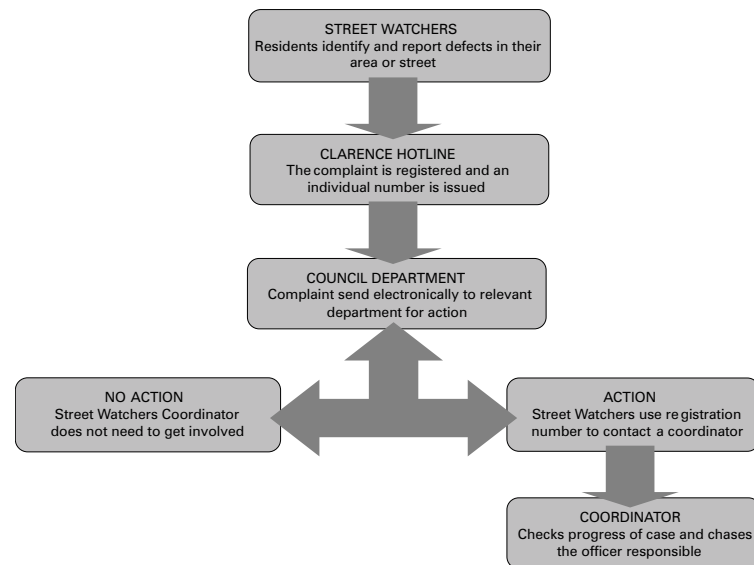 STREET WATCHERS
Residents identify and report defects in their
area or street
CLARENCE HOTLINE
The complaint is registered and an
individual number is issued
COUNCIL DEPARTMENT
Complaint send electronically to relevant
department for action
NO ACTION
Street Watchers Coordinator
does not need to get involved
ACTION
Street Watchers use registration
number to contact a coordinator
COORDINATOR
Checks progress of case and chases
the officer responsible